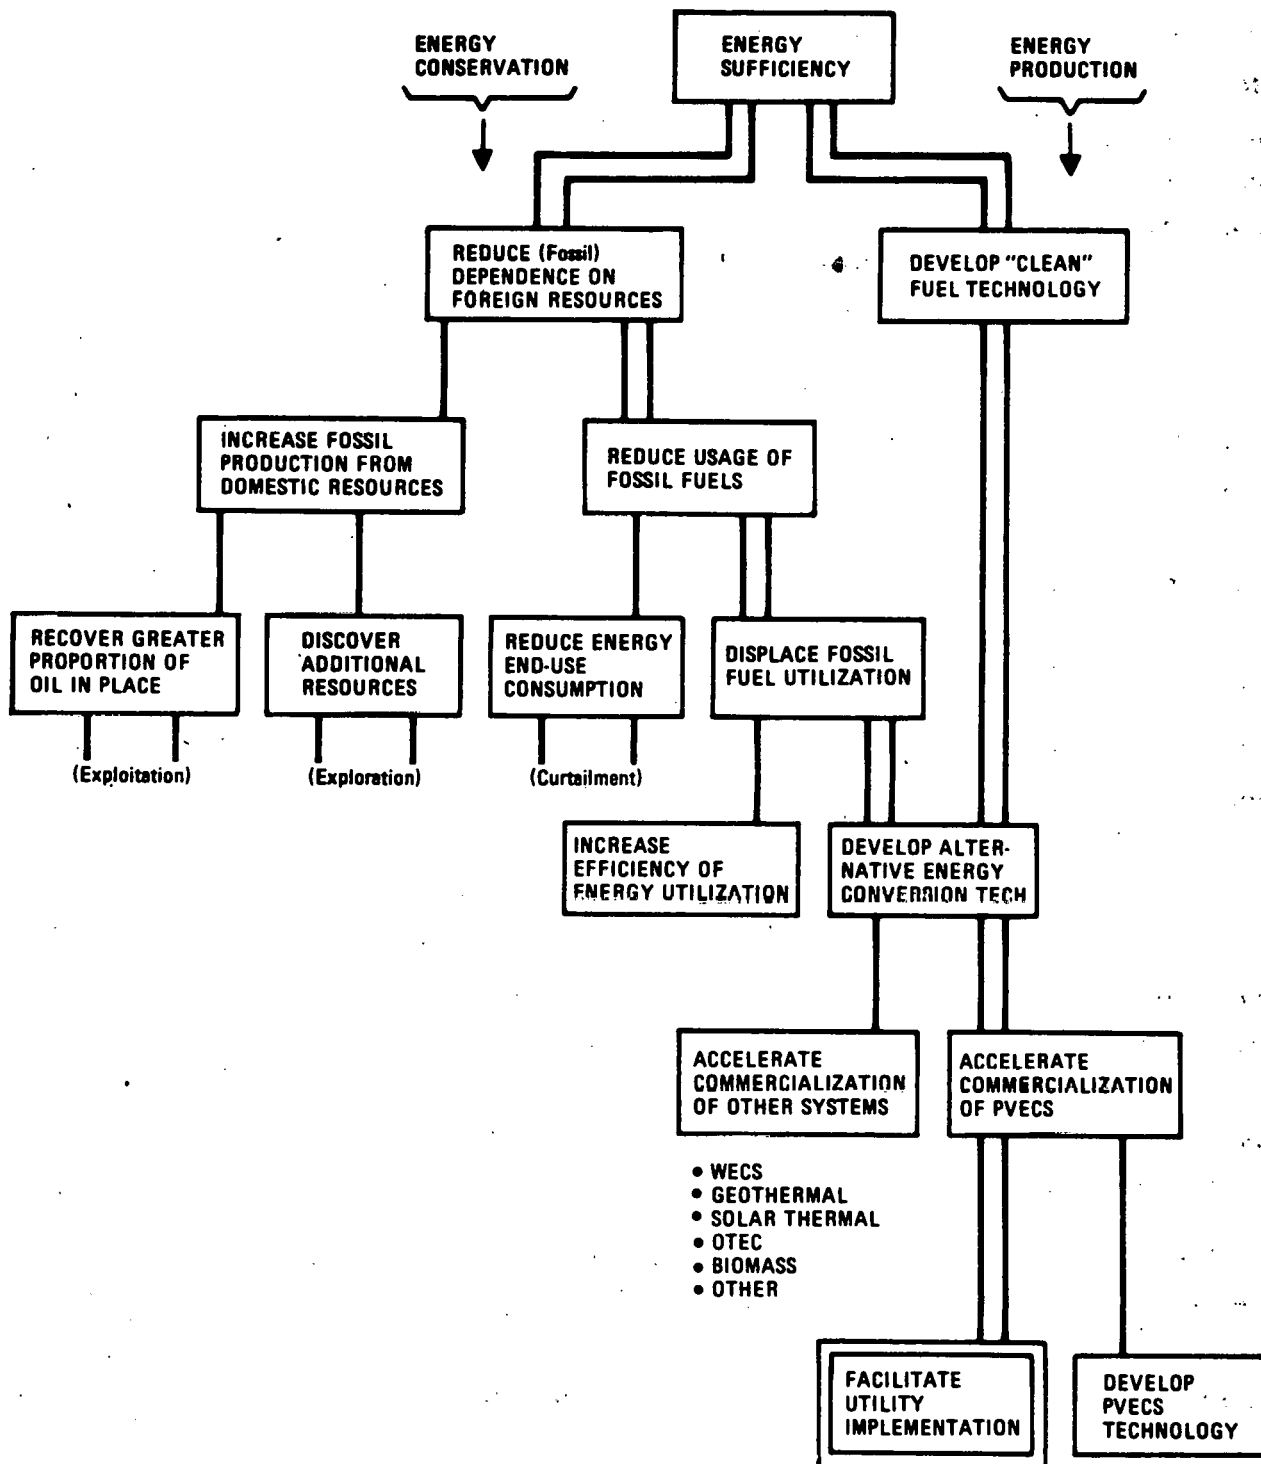 ENERGY
CONSERVATION
ENERGY
SUFFICIENCY
ENERGY
PRODUCTION
REDUCE (Fossil)
DEPENDENCE ON
FOREIGN RESOURCES
DEVELOP "CLEAN"
FUEL TECHNOLOGY
INCREASE FOSSIL
PRODUCTION FROM
DOMESTIC RESOURCES
REDUCE USAGE OF
FOSSIL FUELS
RECOVER GREATER
PROPORTION OF
OIL IN PLACE
DISCOVER
ADDITIONAL
RESOURCES
REDUCE ENERGY
END-USE
CONSUMPTION
DISPLACE FOSSIL
FUEL UTILIZATION
(Exploitation)
(Exploration)
(Curtailment)
INCREASE
EFFICIENCY OF
ENERGY UTILIZATION
DEVELOP ALTER-
NATIVE ENERGY
CONVERSION TECH
ACCELERATE
COMMERCIALIZATION
OF OTHER SYSTEMS
ACCELERATE
COMMERCIALIZATION
OF PVECS
• WECS
• GEOTHERMAL
• SOLAR THERMAL
• OTEC
• BIOMASS
• OTHER
FACILITATE
UTILITY
IMPLEMENTATION
DEVELOP
PVECS
TECHNOLOGY